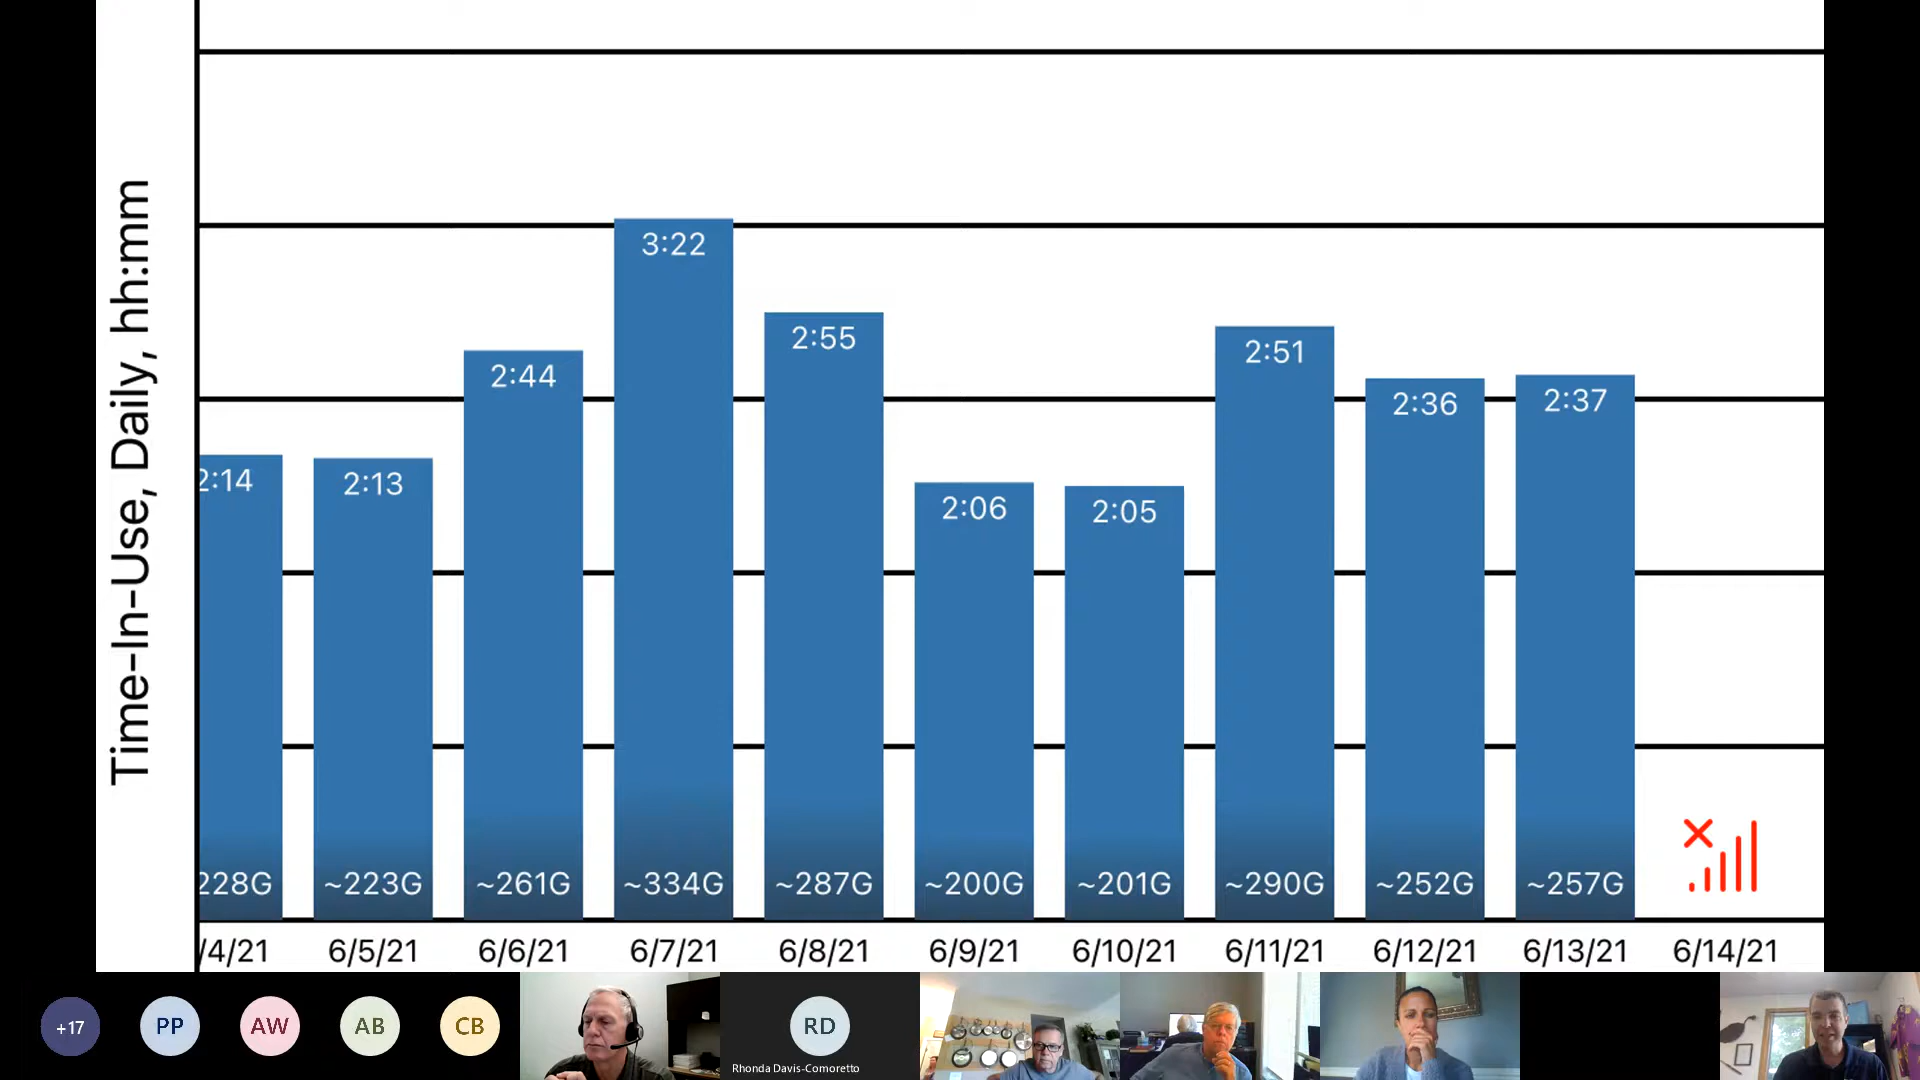 Time-In-Use, Daily, hh:mm
3:22
2:55
2:44
2:51
2:36
2:37
2:14
2:13
2:06
2:05
228G
~223G
~261G
~334G
~287G
~200G
~201G
~290G
~252G
~257G
/4/21
6/5/21
6/6/21
6/7/21
6/8/21
6/9/21
6/10/21
6/11/21
6/12/21
6/13/21
6/14/21
+17
PP
AW
AB
CB
RD
Rhonda Davis-Comoretto